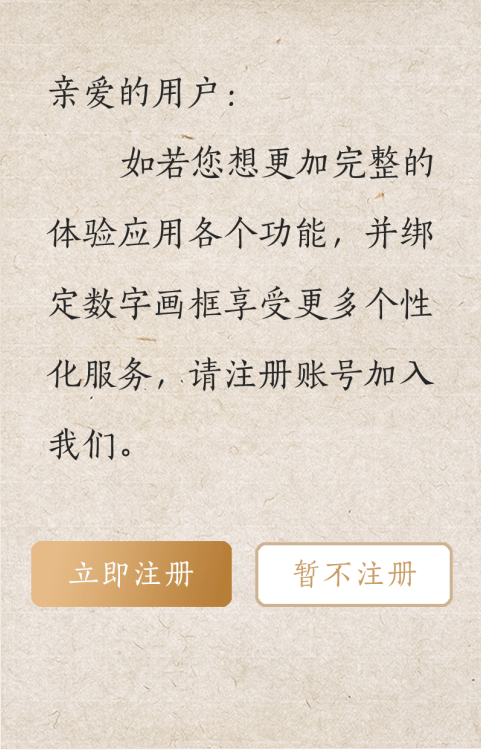 亲爱的用户：
如若您想更加完整的
体验应用各个功能，并绑
定数字画框享受更多个性
化服务，请注册账号加入
我们。
立即注册
暂不注册